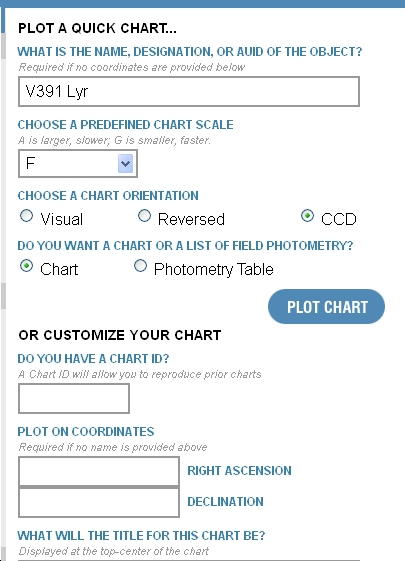 PLOT A QUICK CHART...
WHAT IS THE NAME, DESIGNATION, OR AUID OF THE OBJECT?
Required if no coordinates are provided below
V391 Lyr
CHOOSE A PREDEFINED CHART SCALE
A is larger, slower; G is smaller, faster.
F
CHOOSE A CHART ORIENTATION
Visual Reversed CCD
DO YOU WANT A CHART OR A LIST OF FIELD PHOTOMETRY?
Chart Photometry Table
PLOT CHART
OR CUSTOMIZE YOUR CHART
DO YOU HAVE A CHART ID?
A Chart ID will allow you to reproduce prior charts
PLOT ON COORDINATES
Required if no name is provided above
RIGHT ASCENSION
DECLINATION
WHAT WILL THE TITLE FOR THIS CHART BE?
Displayed at the top-center of the chart